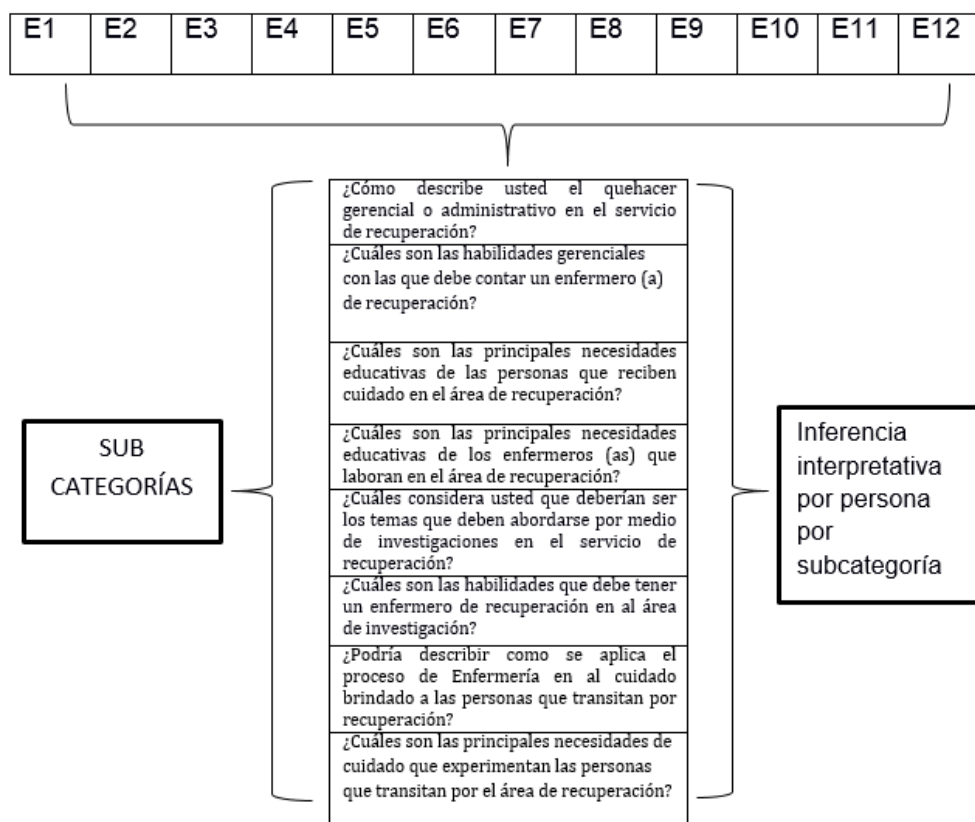 E1 E2 E3 E4 E5 E6 E7 E8 E9 E10 E11 E12
¿Cómo describe usted el quehacer
gerencial o administrativo en el servicio
de recuperación?
¿Cuáles son las habilidades gerenciales
con las que debe contar un enfermero (a)
de recuperación?
¿Cuáles son las principales necesidades
educativas de las personas que reciben
cuidado en el área de recuperación?
¿Cuáles son las principales necesidades
educativas de los enfermeros (as) que
laboran en el área de recuperación?
¿Cuáles considera usted que deberían ser
los temas que deben abordarse por medio
de investigaciones en el servicio de
recuperación?
¿Cuáles son las habilidades que debe tener
un enfermero de recuperación en al área
de investigación?
¿Podría describir como se aplica el
proceso de Enfermería en al cuidado
brindado a las personas que transitan por
recuperación?
¿Cuáles son las principales necesidades de
cuidado que experimentan las personas
que transitan por el área de recuperación?
SUB
CATEGORÍAS
Inferencia
interpretativa
por persona
por
subcategoría